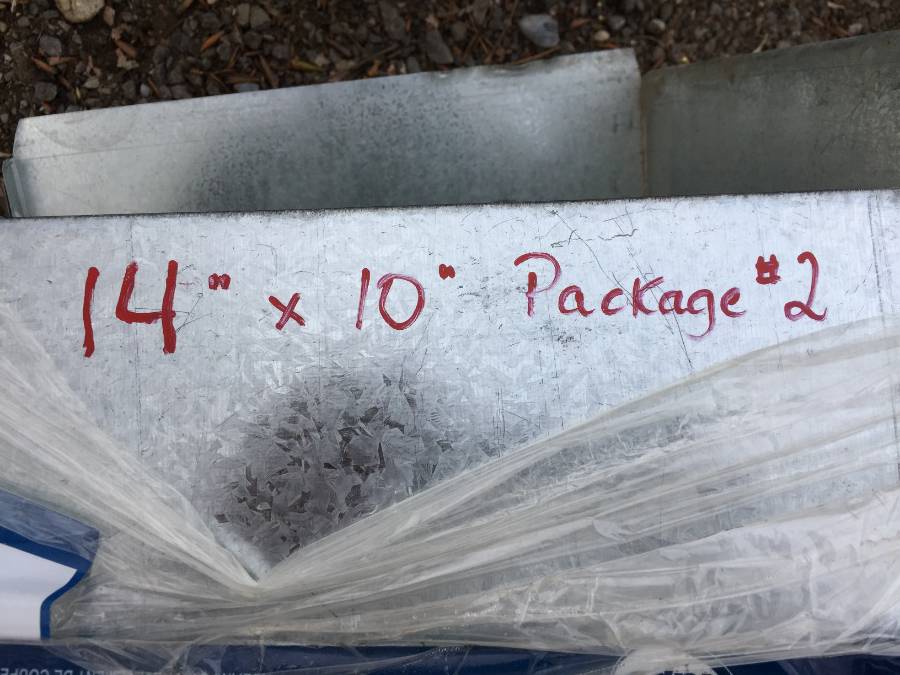 14" x 10" Package #2